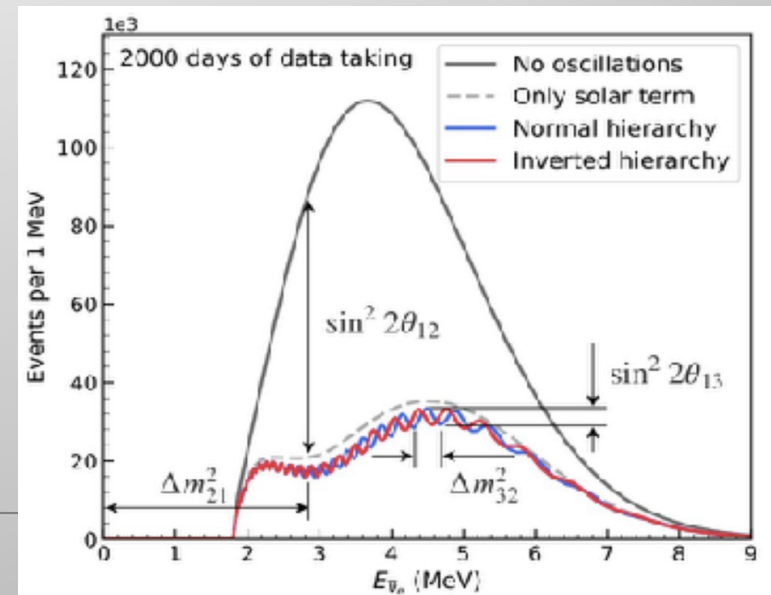 1e3
2000 days of data taking
No oscillations
Only solar term
Normal hierarchy
Inverted hierarchy
120
100
80
60
40
20
0
Events per 1 MeV
sin² 2θ₁₂
sin² 2θ₁₃
Δm²₂₁
Δm²₃₂
0 1 2 3 4 5 6 7 8 9
E_ν̄ₑ (MeV)